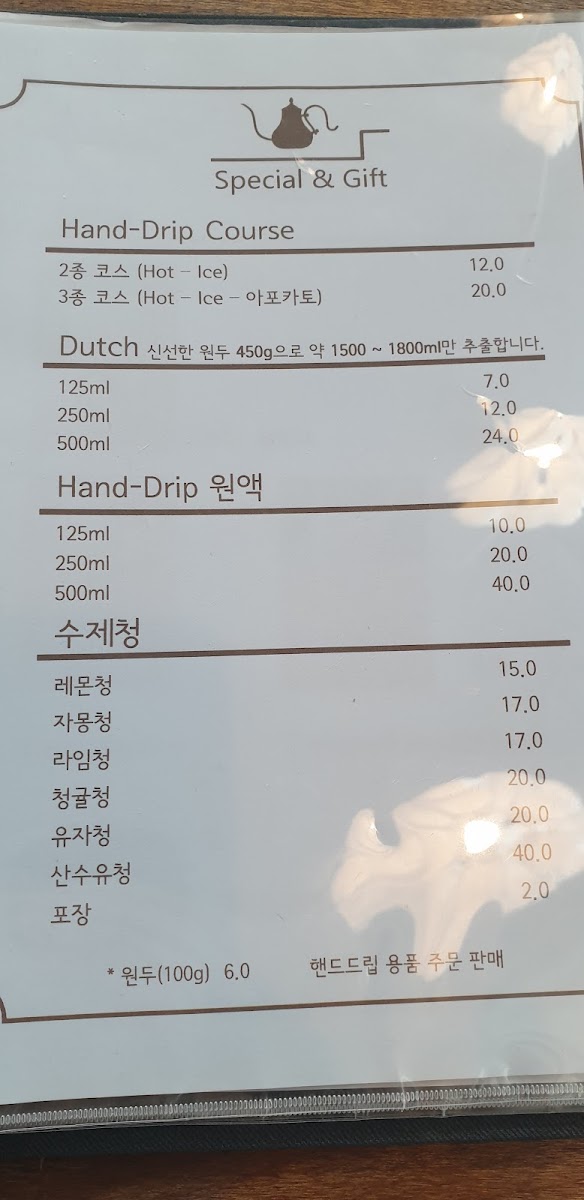 Special & Gift
Hand-Drip Course
2종 코스 (Hot - Ice) 12.0
3종 코스 (Hot - Ice - 아포카토) 20.0
Dutch 신선한 원두 450g으로 약 1500 ~ 1800ml만 추출합니다.
125ml 7.0
250ml 12.0
500ml 24.0
Hand-Drip 원액
125ml 10.0
250ml 20.0
500ml 40.0
수제청
레몬청 15.0
자몽청 17.0
라임청 17.0
청귤청 20.0
유자청 20.0
산수유청 40.0
포장 2.0
* 원두(100g) 6.0 핸드드립 용품 주문 판매